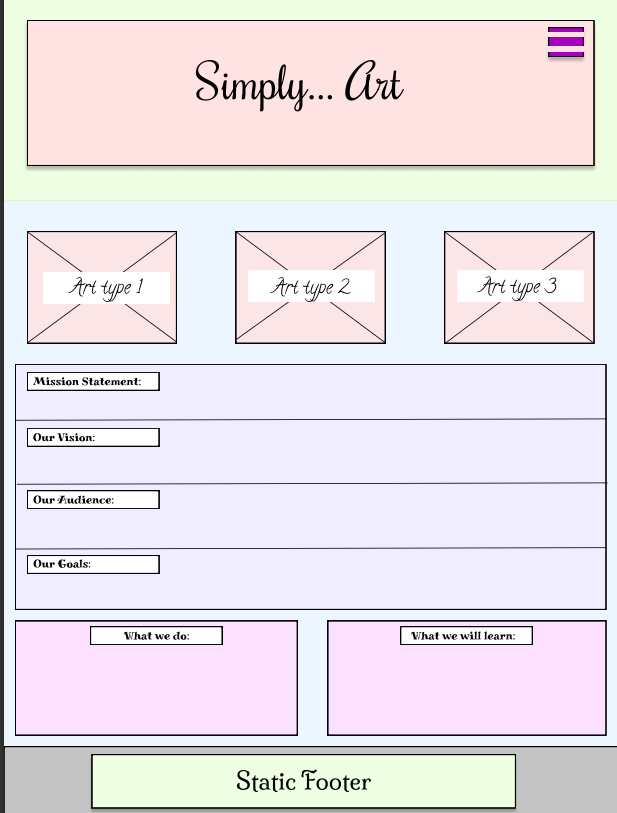 Simply... Art
Art type 1
Art type 2
Art type 3
Mission Statement:
Our Vision:
Our Audience:
Our Goals:
What we do:
What we will learn:
Static Footer